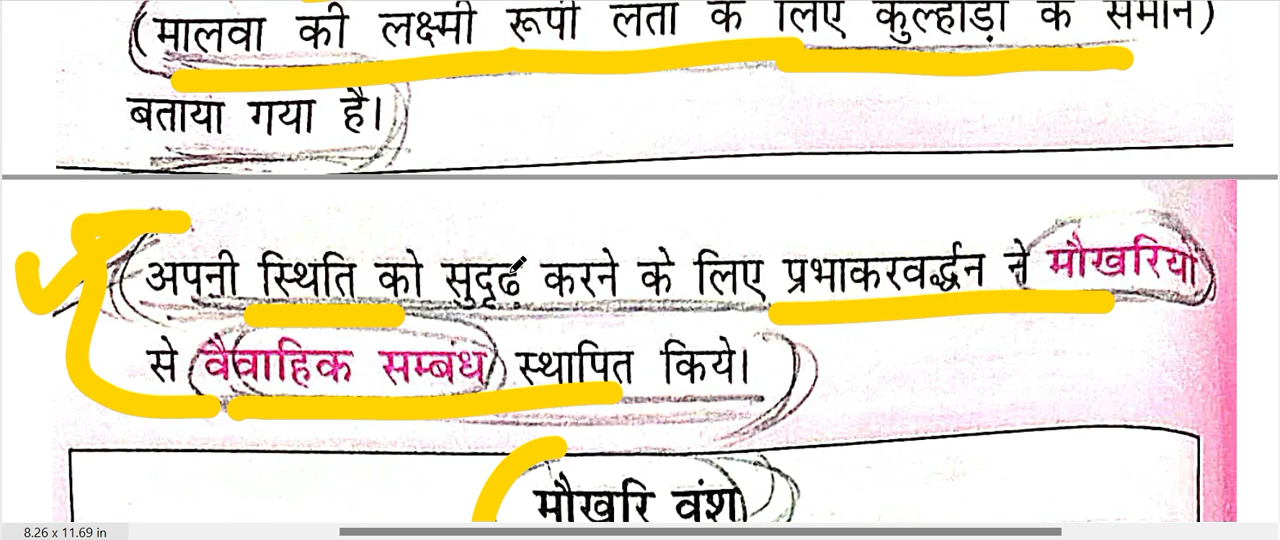 (मालवा की लक्ष्मी रूपी लता के लिए कुल्हाड़ी के समान)
बताया गया है।
अपनी स्थिति को सुदृढ़ करने के लिए प्रभाकरवर्द्धन ने मौखरियों
से वैवाहिक सम्बंध स्थापित किये।
मौखरि वंश
8.26 x 11.69 in